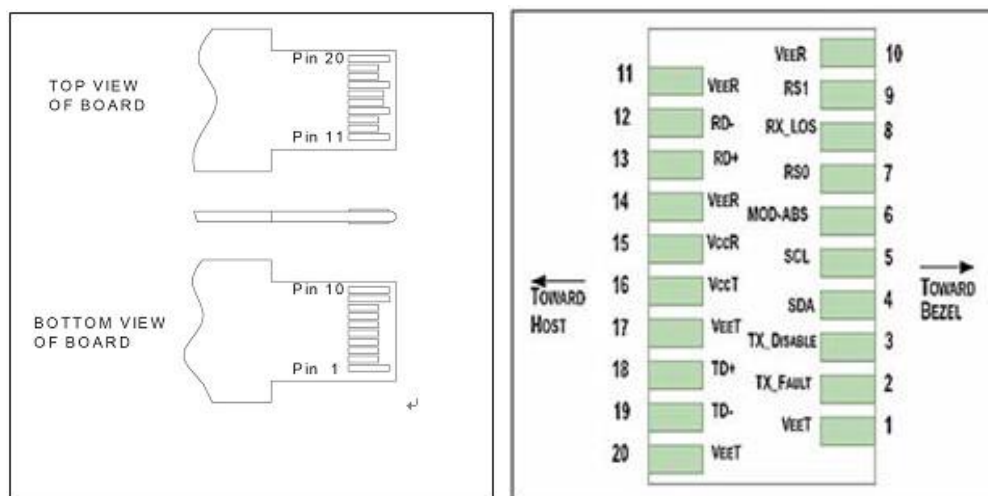 Pin 20
TOP VIEW
OF BOARD
Pin 11
Pin 10
BOTTOM VIEW
OF BOARD
Pin 1
VEER 10
11 VEER
RS1 9
12 RD-
RX_LOS 8
13 RD+
RS0 7
14 VEER
MOD-ABS 6
15 VCCR
SCL 5
16 VCCT
SDA 4
TOWARD
HOST
TOWARD
BEZEL
17 VEET
TX_DISABLE 3
18 TD+
TX_FAULT 2
19 TD-
VEET 1
20 VEET